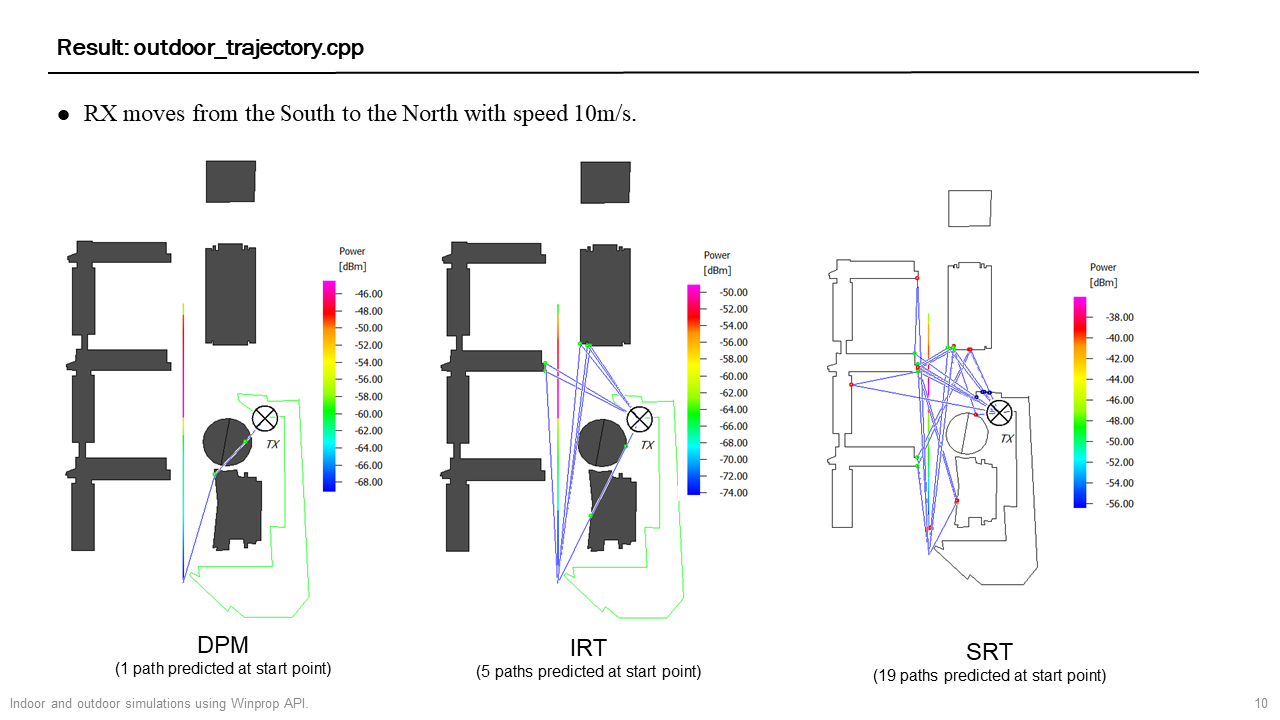 Result: outdoor_trajectory.cpp
● RX moves from the South to the North with speed 10m/s.
Power
[dBm]
-46.00
-48.00
-50.00
-52.00
-54.00
-56.00
-58.00
-60.00
-62.00
-64.00
-66.00
-68.00
TX
DPM
(1 path predicted at start point)
Power
[dBm]
-50.00
-52.00
-54.00
-56.00
-58.00
-60.00
-62.00
-64.00
-66.00
-68.00
-70.00
-72.00
-74.00
TX
IRT
(5 paths predicted at start point)
Power
[dBm]
-38.00
-40.00
-42.00
-44.00
-46.00
-48.00
-50.00
-52.00
-54.00
-56.00
TX
SRT
(19 paths predicted at start point)
Indoor and outdoor simulations using Winprop API.
10